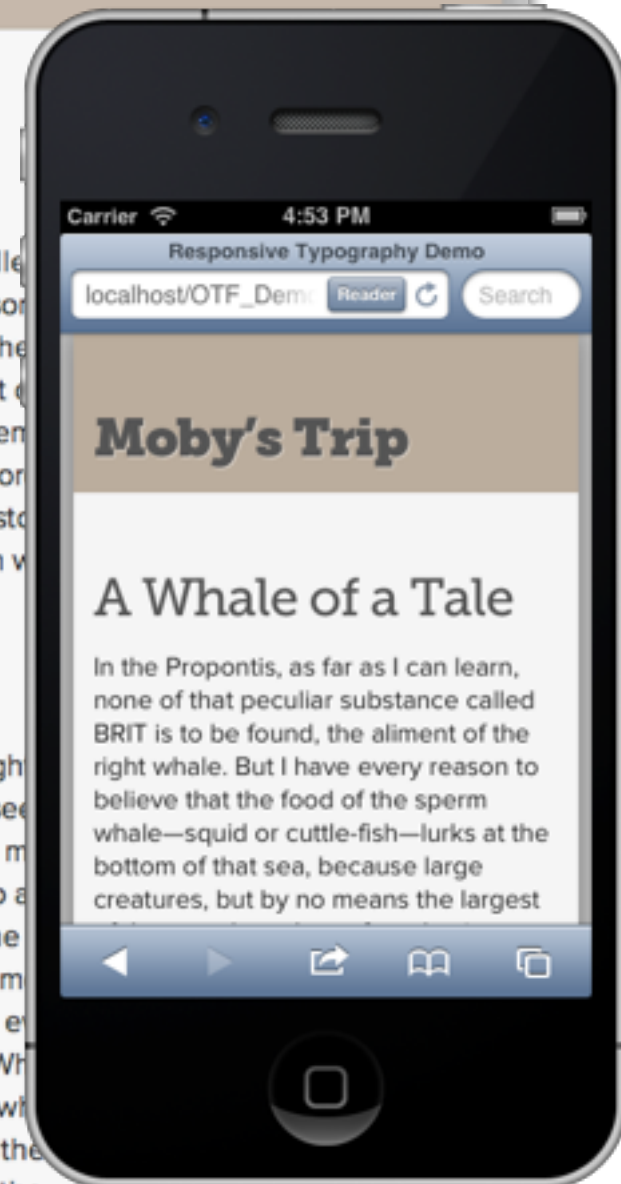 Carrier 4:53 PM
Responsive Typography Demo
localhost/OTF_Dem Reader Search
Moby's Trip
A Whale of a Tale
In the Propontis, as far as I can learn,
none of that peculiar substance called
BRIT is to be found, the aliment of the
right whale. But I have every reason to
believe that the food of the sperm
whale—squid or cuttle-fish—lurks at the
bottom of that sea, because large
creatures, but by no means the largest